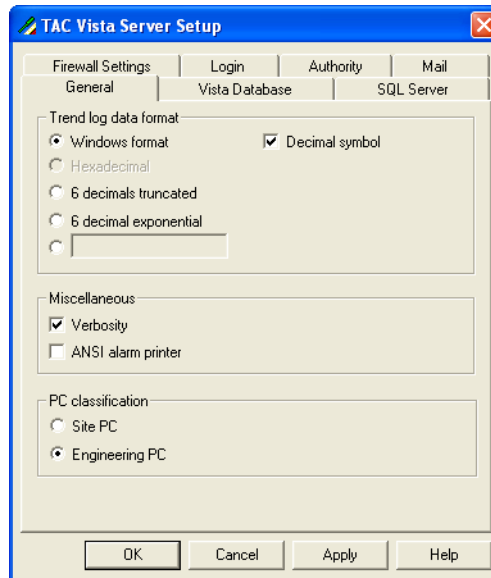 TAC Vista Server Setup
Firewall Settings Login Authority Mail
General Vista Database SQL Server
Trend log data format
Windows format Decimal symbol
Hexadecimal
6 decimals truncated
6 decimal exponential
Miscellaneous
Verbosity
ANSI alarm printer
PC classification
Site PC
Engineering PC
OK Cancel Apply Help